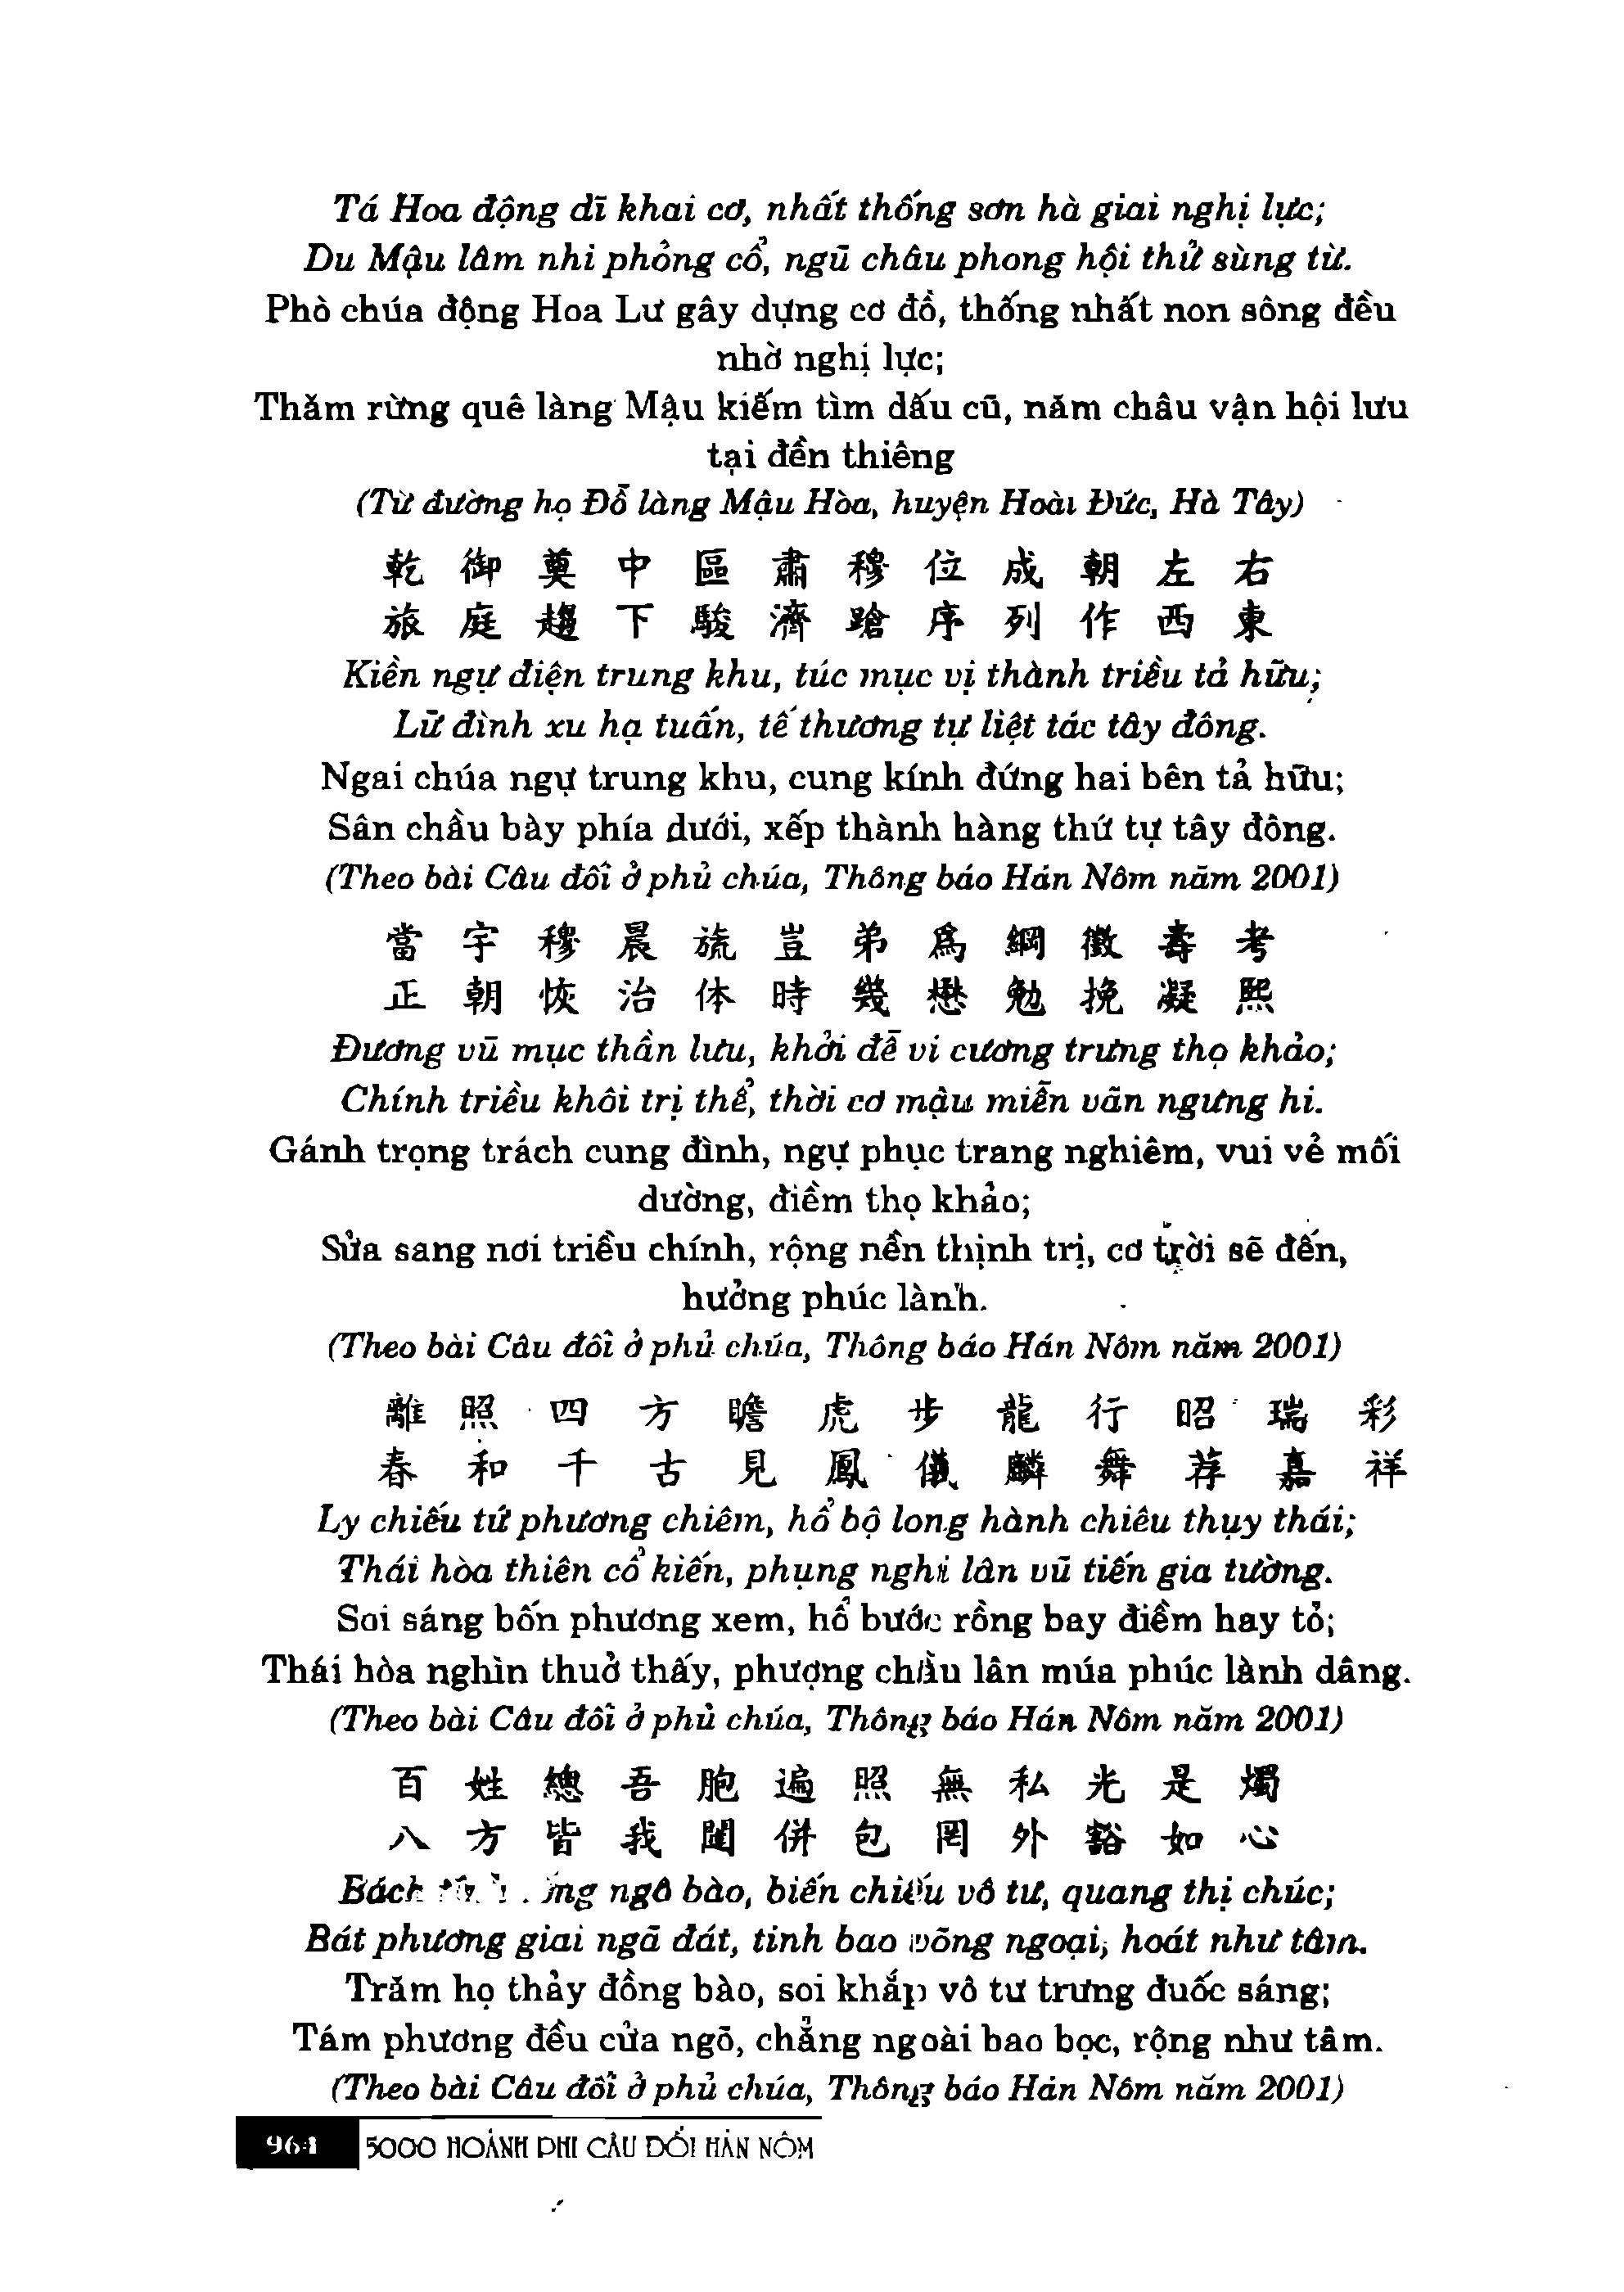 Tá Hoa động dĩ khai cơ, nhất thống sơn hà giai nghị lực;
Du Mậu lâm nhi phỏng cổ, ngũ châu phong hội thử sùng từ.
Phò chúa động Hoa Lư gây dựng cơ đồ, thống nhất non sông đều
nhờ nghị lực;
Thăm rừng quê làng Mậu kiếm tìm dấu cũ, năm châu vận hội lưu
tại đền thiêng
(Từ đường họ Đỗ làng Mậu Hòa, huyện Hoài Đức, Hà Tây)
乾 御 奠 中 區 肅 穆 位 成 朝 左 右
旅 庭 趨 下 駿 濟 蹌 序 列 作 西 東
Kiền ngự điện trung khu, túc mục vị thành triều tả hữu;
Lữ đình xu hạ tuấn, tế thương tự liệt tác tây đông.
Ngai chúa ngự trung khu, cung kính đứng hai bên tả hữu;
Sân chầu bày phía dưới, xếp thành hàng thứ tự tây đông.
(Theo bài Câu đối ở phủ chúa, Thông báo Hán Nôm năm 2001)
當 宇 穆 晨 旒 豈 弟 爲 綱 徵 壽 考
正 朝 恢 治 体 時 幾 懋 勉 挽 凝 熙
Đương vũ mục thần lưu, khởi đễ vi cương trưng thọ khảo;
Chính triều khôi trị thể, thời cơ mậu miễn vãn ngưng hi.
Gánh trọng trách cung đình, ngự phục trang nghiêm, vui vẻ mối
dường, điềm thọ khảo;
Sửa sang nơi triều chính, rộng nền thịnh trị, cơ trời sẽ đến,
hưởng phúc lành.
(Theo bài Câu đối ở phủ chúa, Thông báo Hán Nôm năm 2001)
離 照 四 方 瞻 虎 步 龍 行 昭 瑞 彩
春 和 千 古 見 鳳 儀 麟 舞 荐 嘉 祥
Ly chiếu tứ phương chiêm, hổ bộ long hành chiêu thụy thái;
Thái hòa thiên cổ kiến, phụng nghi lân vũ tiến gia tường.
Soi sáng bốn phương xem, hổ bước rồng bay điềm hay tỏ;
Thái hòa nghìn thuở thấy, phượng chầu lân múa phúc lành dâng.
(Theo bài Câu đối ở phủ chúa, Thông báo Hán Nôm năm 2001)
百 姓 總 吾 胞 遍 照 無 私 光 是 燭
八 方 皆 我 闥 併 包 罔 外 豁 如 心
Bách ngô bào, biến chiếu vô tư, quang thị chúc;
Bát phương giai ngã đát, tinh bao võng ngoại, hoát như tâm.
Trăm họ thảy đồng bào, soi khắp vô tư trưng đuốc sáng;
Tám phương đều cửa ngõ, chẳng ngoài bao bọc, rộng như tâm.
(Theo bài Câu đối ở phủ chúa, Thông báo Hán Nôm năm 2001)
964 5000 HOÀNH PHI CÂU ĐỐI HÁN NÔM